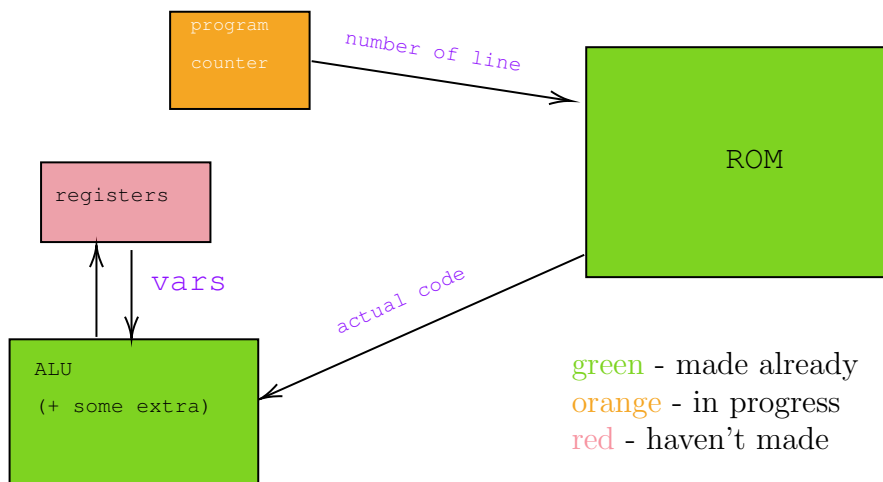 program
counter
number of line
ROM
registers
vars
actual code
ALU
(+ some extra)
green - made already
orange - in progress
red - haven't made